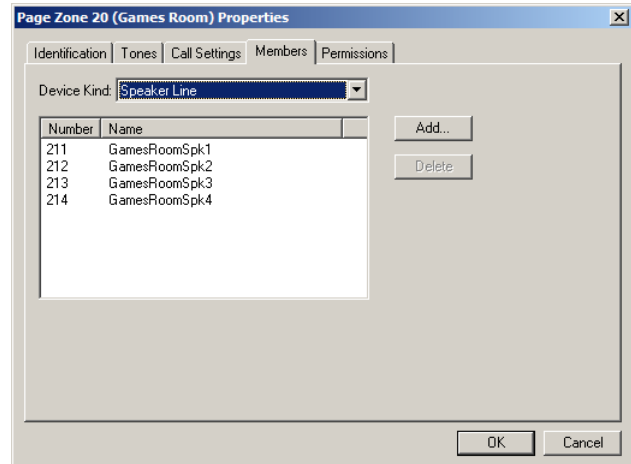 Page Zone 20 (Games Room) Properties
Identification Tones Call Settings Members Permissions
Device Kind: Speaker Line
Number Name
Add...
211 GamesRoomSpk1
212 GamesRoomSpk2
Delete
213 GamesRoomSpk3
214 GamesRoomSpk4
OK Cancel